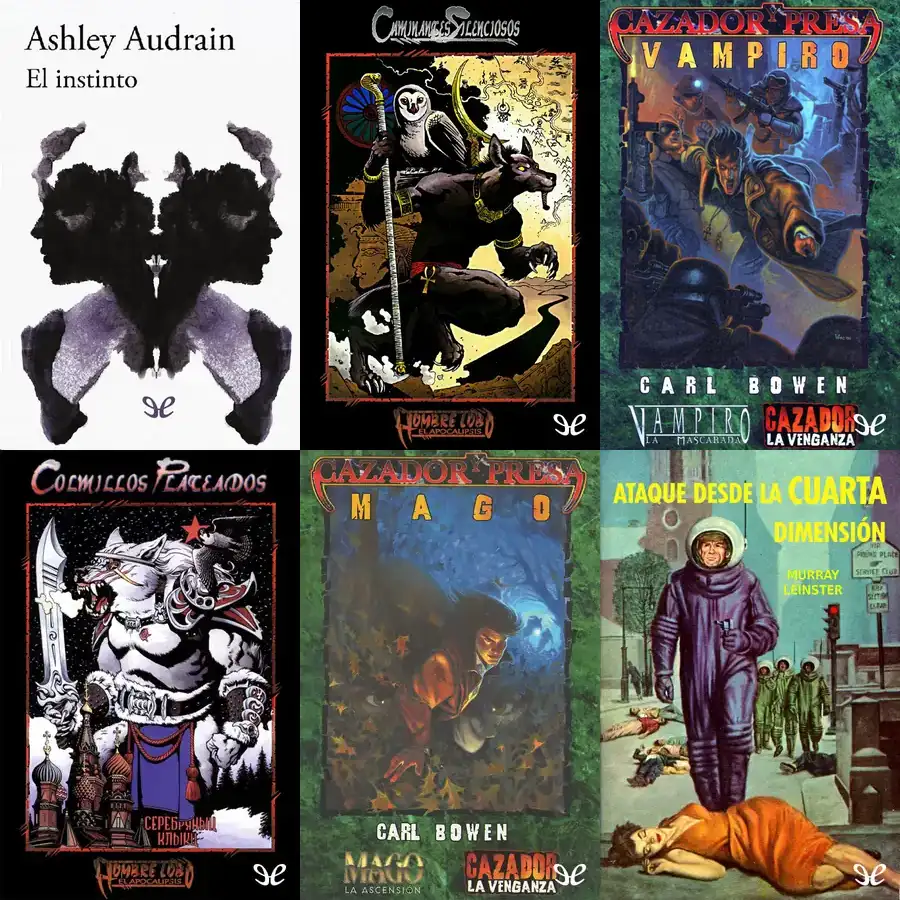 Ashley Audrain
El instinto
CAMINANTES SILENCIOSOS
HOMBRE LOBO
EL APOCALIPSIS
CAZADOR Y PRESA
VAMPIRO
CARL BOWEN
VAMPIRO
LA MASCARADA
CAZADOR
LA VENGANZA
COLMILLOS PLATEADOS
СЕРЕБРЯНЫЕ
КЛЫКИ
HOMBRE LOBO
EL APOCALIPSIS
CAZADOR Y PRESA
MAGO
CARL BOWEN
MAGO
LA ASCENSIÓN
CAZADOR
LA VENGANZA
ATAQUE DESDE LA CUARTA
DIMENSIÓN
MURRAY
LEINSTER